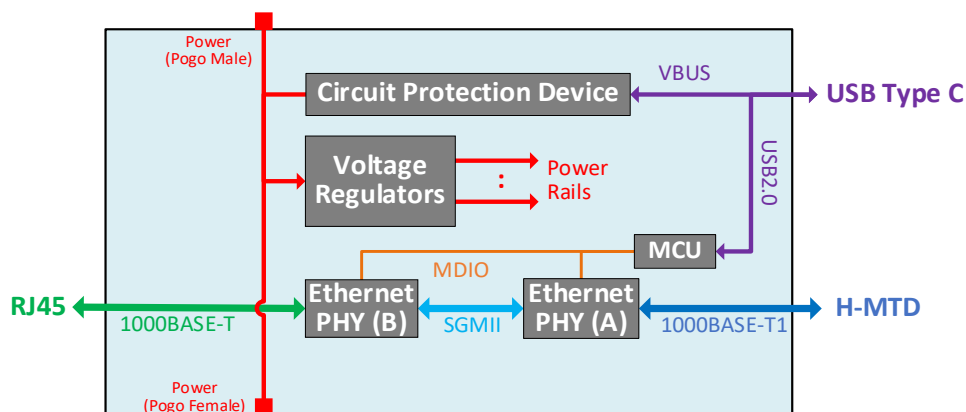 Power
(Pogo Male)
Circuit Protection Device
VBUS
USB Type C
USB2.0
Voltage
Regulators
:
Power
Rails
MCU
MDIO
RJ45
1000BASE-T
Ethernet
PHY (B)
SGMII
Ethernet
PHY (A)
1000BASE-T1
H-MTD
Power
(Pogo Female)